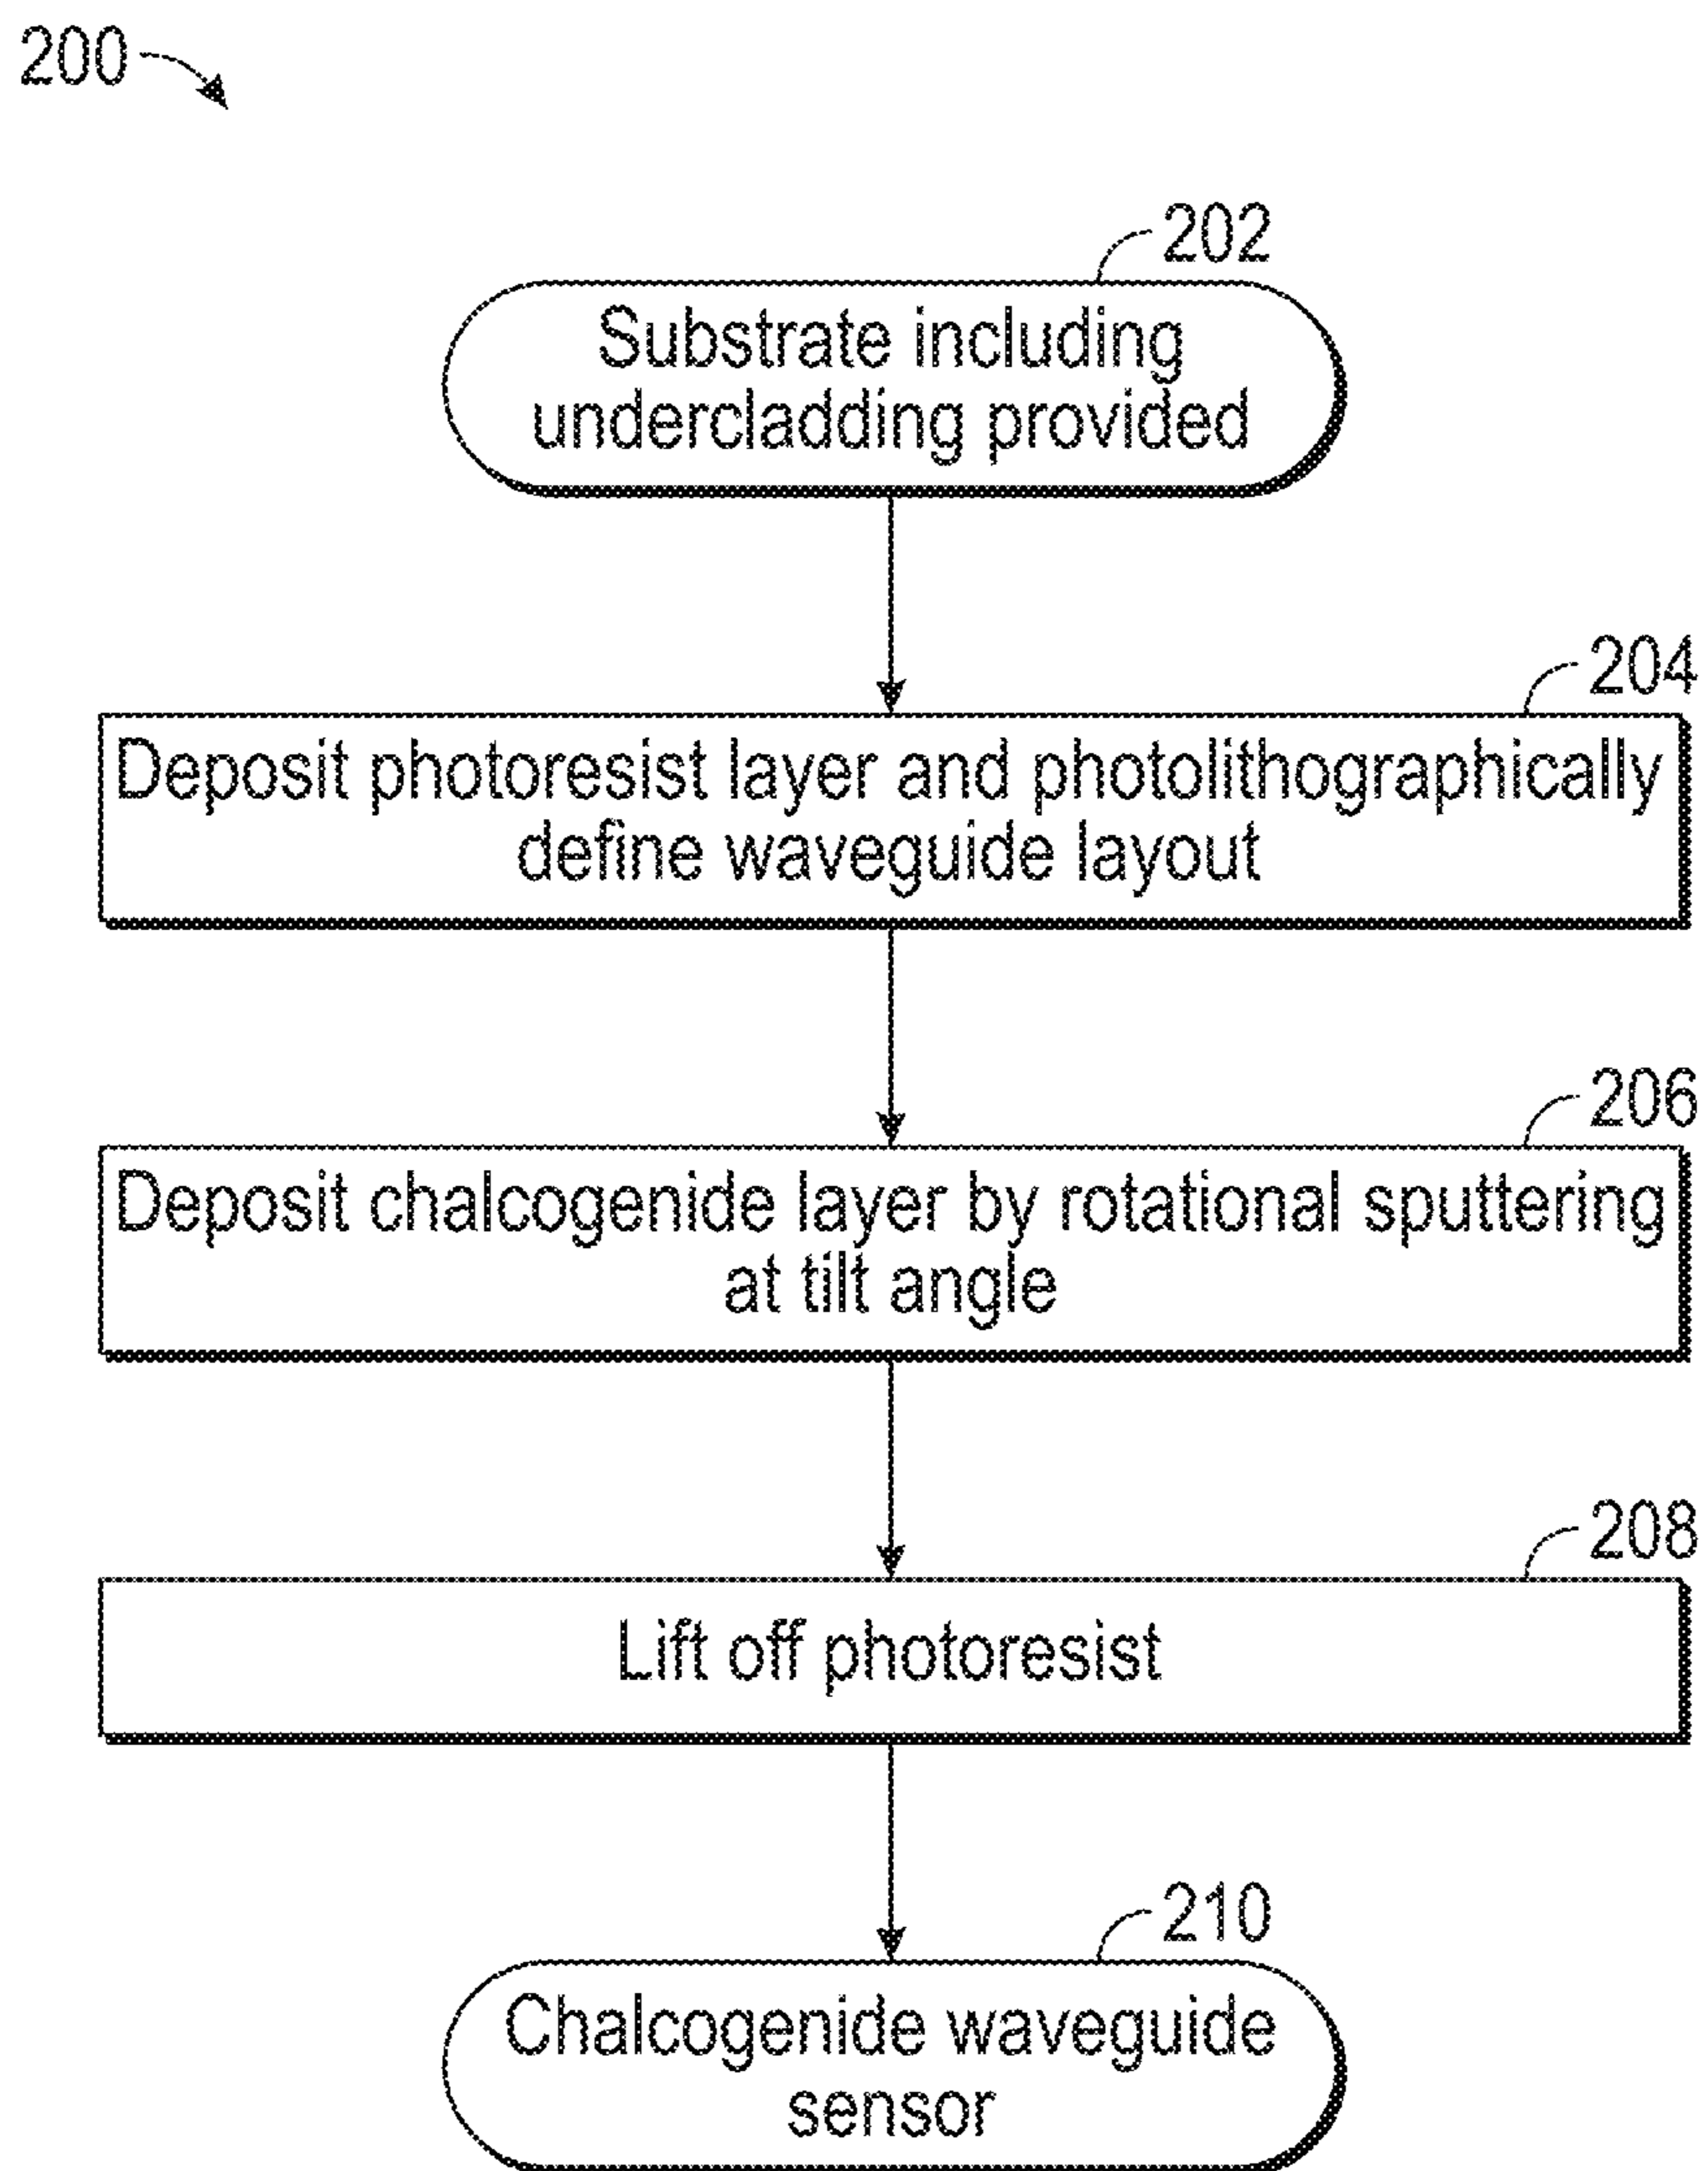 200
202
Substrate including
undercladding provided
204
Deposit photoresist layer and photolithographically
define waveguide layout
206
Deposit chalcogenide layer by rotational sputtering
at tilt angle
208
Lift off photoresist
210
Chalcogenide waveguide
sensor